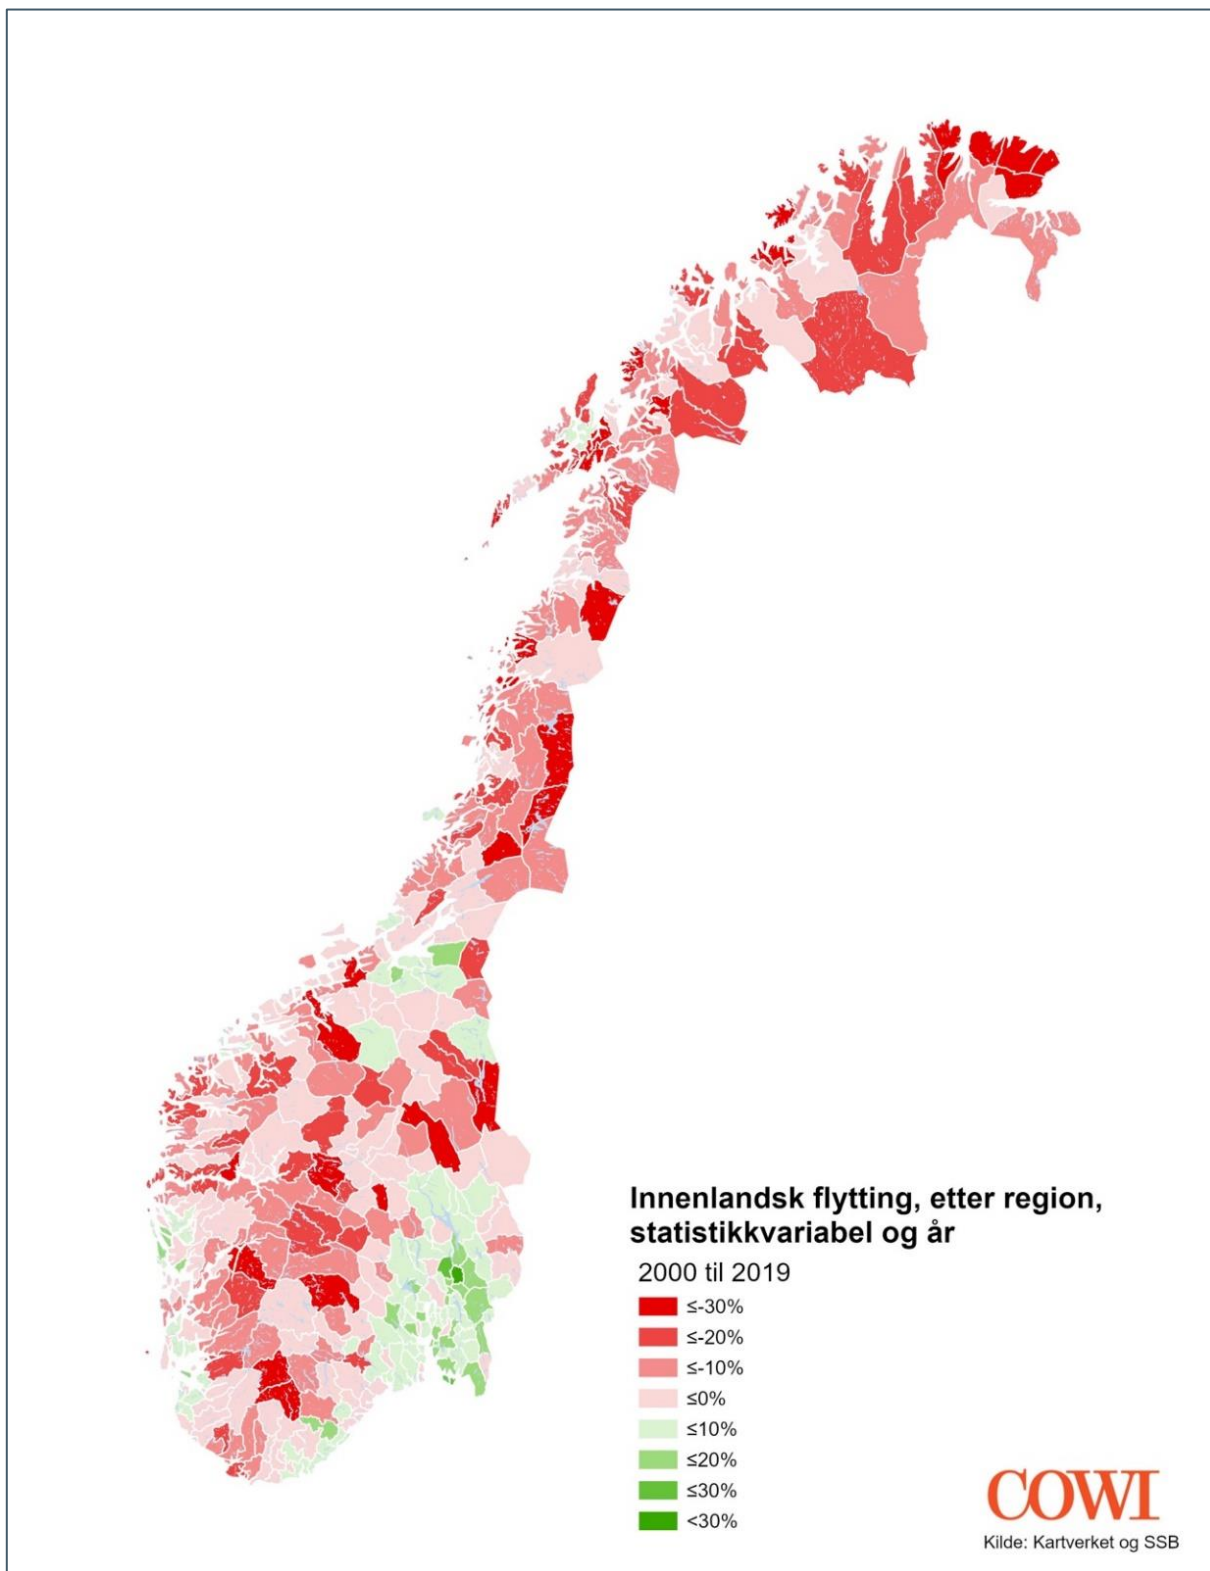 Innenlandsk flytting, etter region,
statistikkvariabel og år
2000 til 2019
≤-30%
≤-20%
≤-10%
≤0%
≤10%
≤20%
≤30%
<30%
COWI
Kilde: Kartverket og SSB